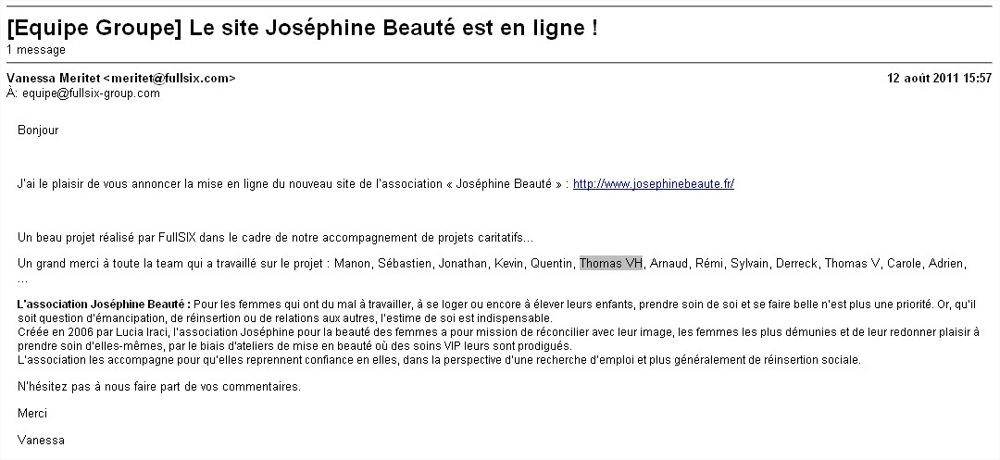 [Equipe Groupe] Le site Joséphine Beauté est en ligne !
1 message
Vanessa Meritet <meritet@fullsix.com> 12 août 2011 15:57
À: equipe@fullsix-group.com
Bonjour
J'ai le plaisir de vous annoncer la mise en ligne du nouveau site de l'association « Joséphine Beauté » : http://www.josephinebeaute.fr/
Un beau projet réalisé par FullSIX dans le cadre de notre accompagnement de projets caritatifs...
Un grand merci à toute la team qui a travaillé sur le projet : Manon, Sébastien, Jonathan, Kevin, Quentin, Thomas VH, Arnaud, Rémi, Sylvain, Derreck, Thomas V, Carole, Adrien,
...
L'association Joséphine Beauté : Pour les femmes qui ont du mal à travailler, à se loger ou encore à élever leurs enfants, prendre soin de soi et se faire belle n'est plus une priorité. Or, qu'il
soit question d'émancipation, de réinsertion ou de relations aux autres, l'estime de soi est indispensable.
Créée en 2006 par Lucia Iraci, l'association Joséphine pour la beauté des femmes a pour mission de réconcilier avec leur image, les femmes les plus démunies et de leur redonner plaisir à
prendre soin d'elles-mêmes, par le biais d'ateliers de mise en beauté où des soins VIP leurs sont prodigués.
L'association les accompagne pour qu'elles reprennent confiance en elles, dans la perspective d'une recherche d'emploi et plus généralement de réinsertion sociale.
N'hésitez pas à nous faire part de vos commentaires.
Merci
Vanessa